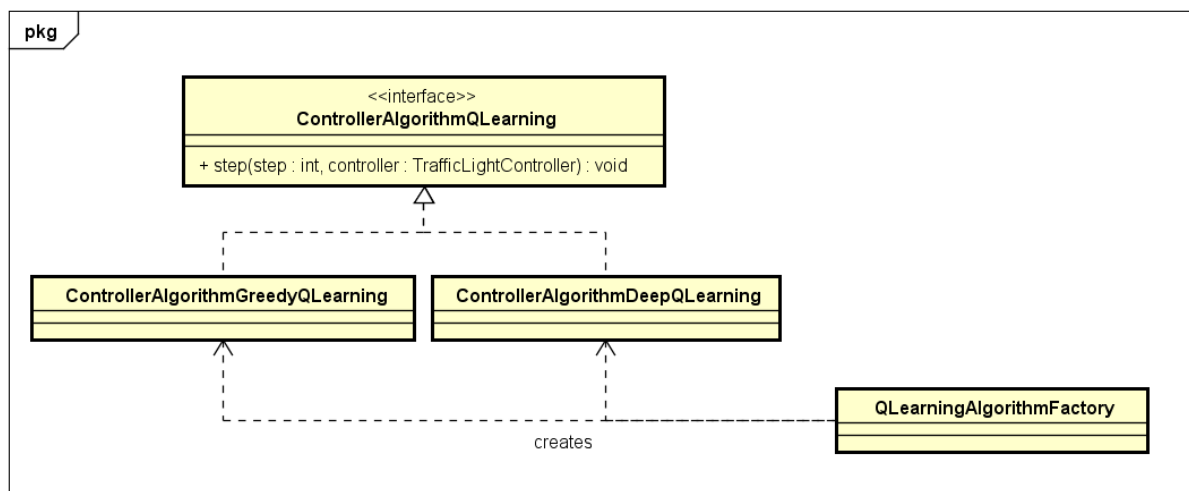 pkg
<<interface>>
ControllerAlgorithmQLearning
+ step(step : int, controller : TrafficLightController) : void
ControllerAlgorithmGreedyQLearning
ControllerAlgorithmDeepQLearning
QLearningAlgorithmFactory
creates